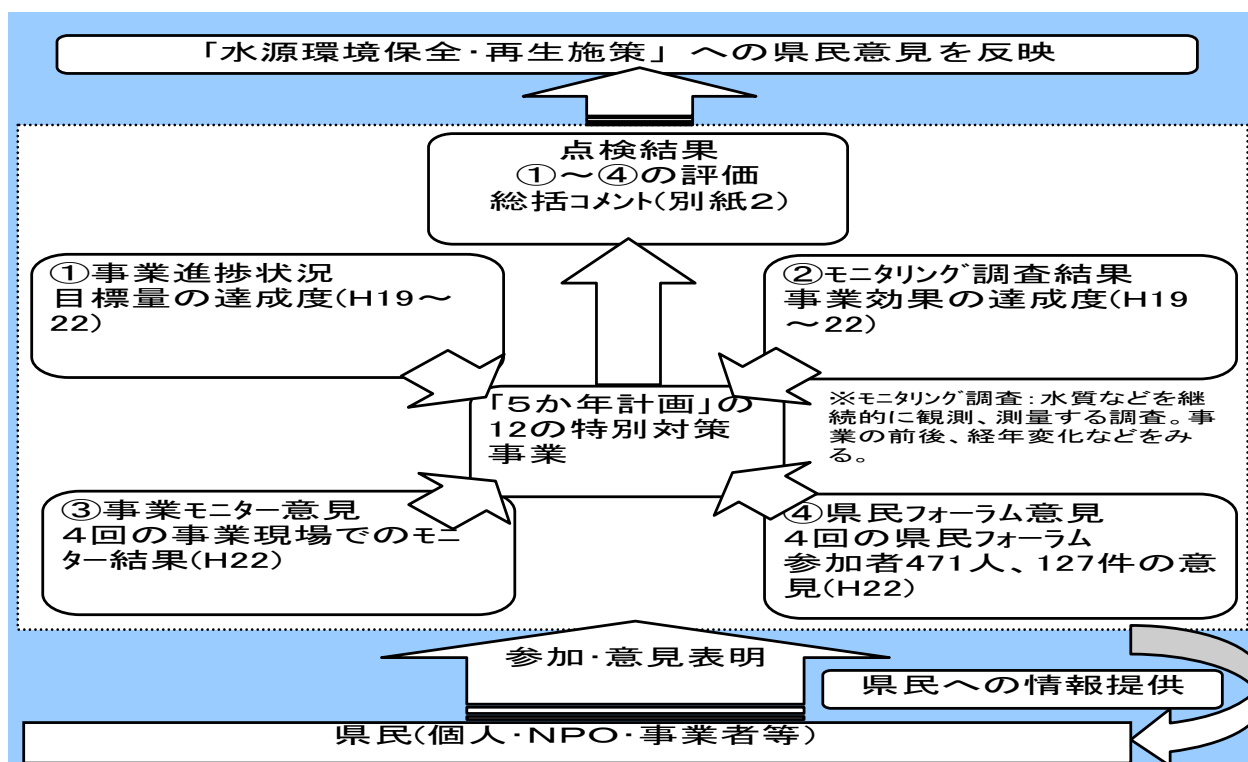 「水源環境保全・再生施策」への県民意見を反映
点検結果
①～④の評価
総括コメント(別紙２)
①事業進捗状況
目標量の達成度(H19～
22)
②モニタリング調査結果
事業効果の達成度(H19
～22)
「５か年計画」の
12の特別対策
事業
※モニタリング調査：水質などを継
続的に観測、測量する調査。事
業の前後、経年変化などをみ
る。
③事業モニター意見
４回の事業現場でのモニ
ター結果(H22)
④県民フォーラム意見
４回の県民フォーラム
参加者471人、127件の意
見(H22)
参加・意見表明
県民への情報提供
県民(個人・NPO・事業者等)